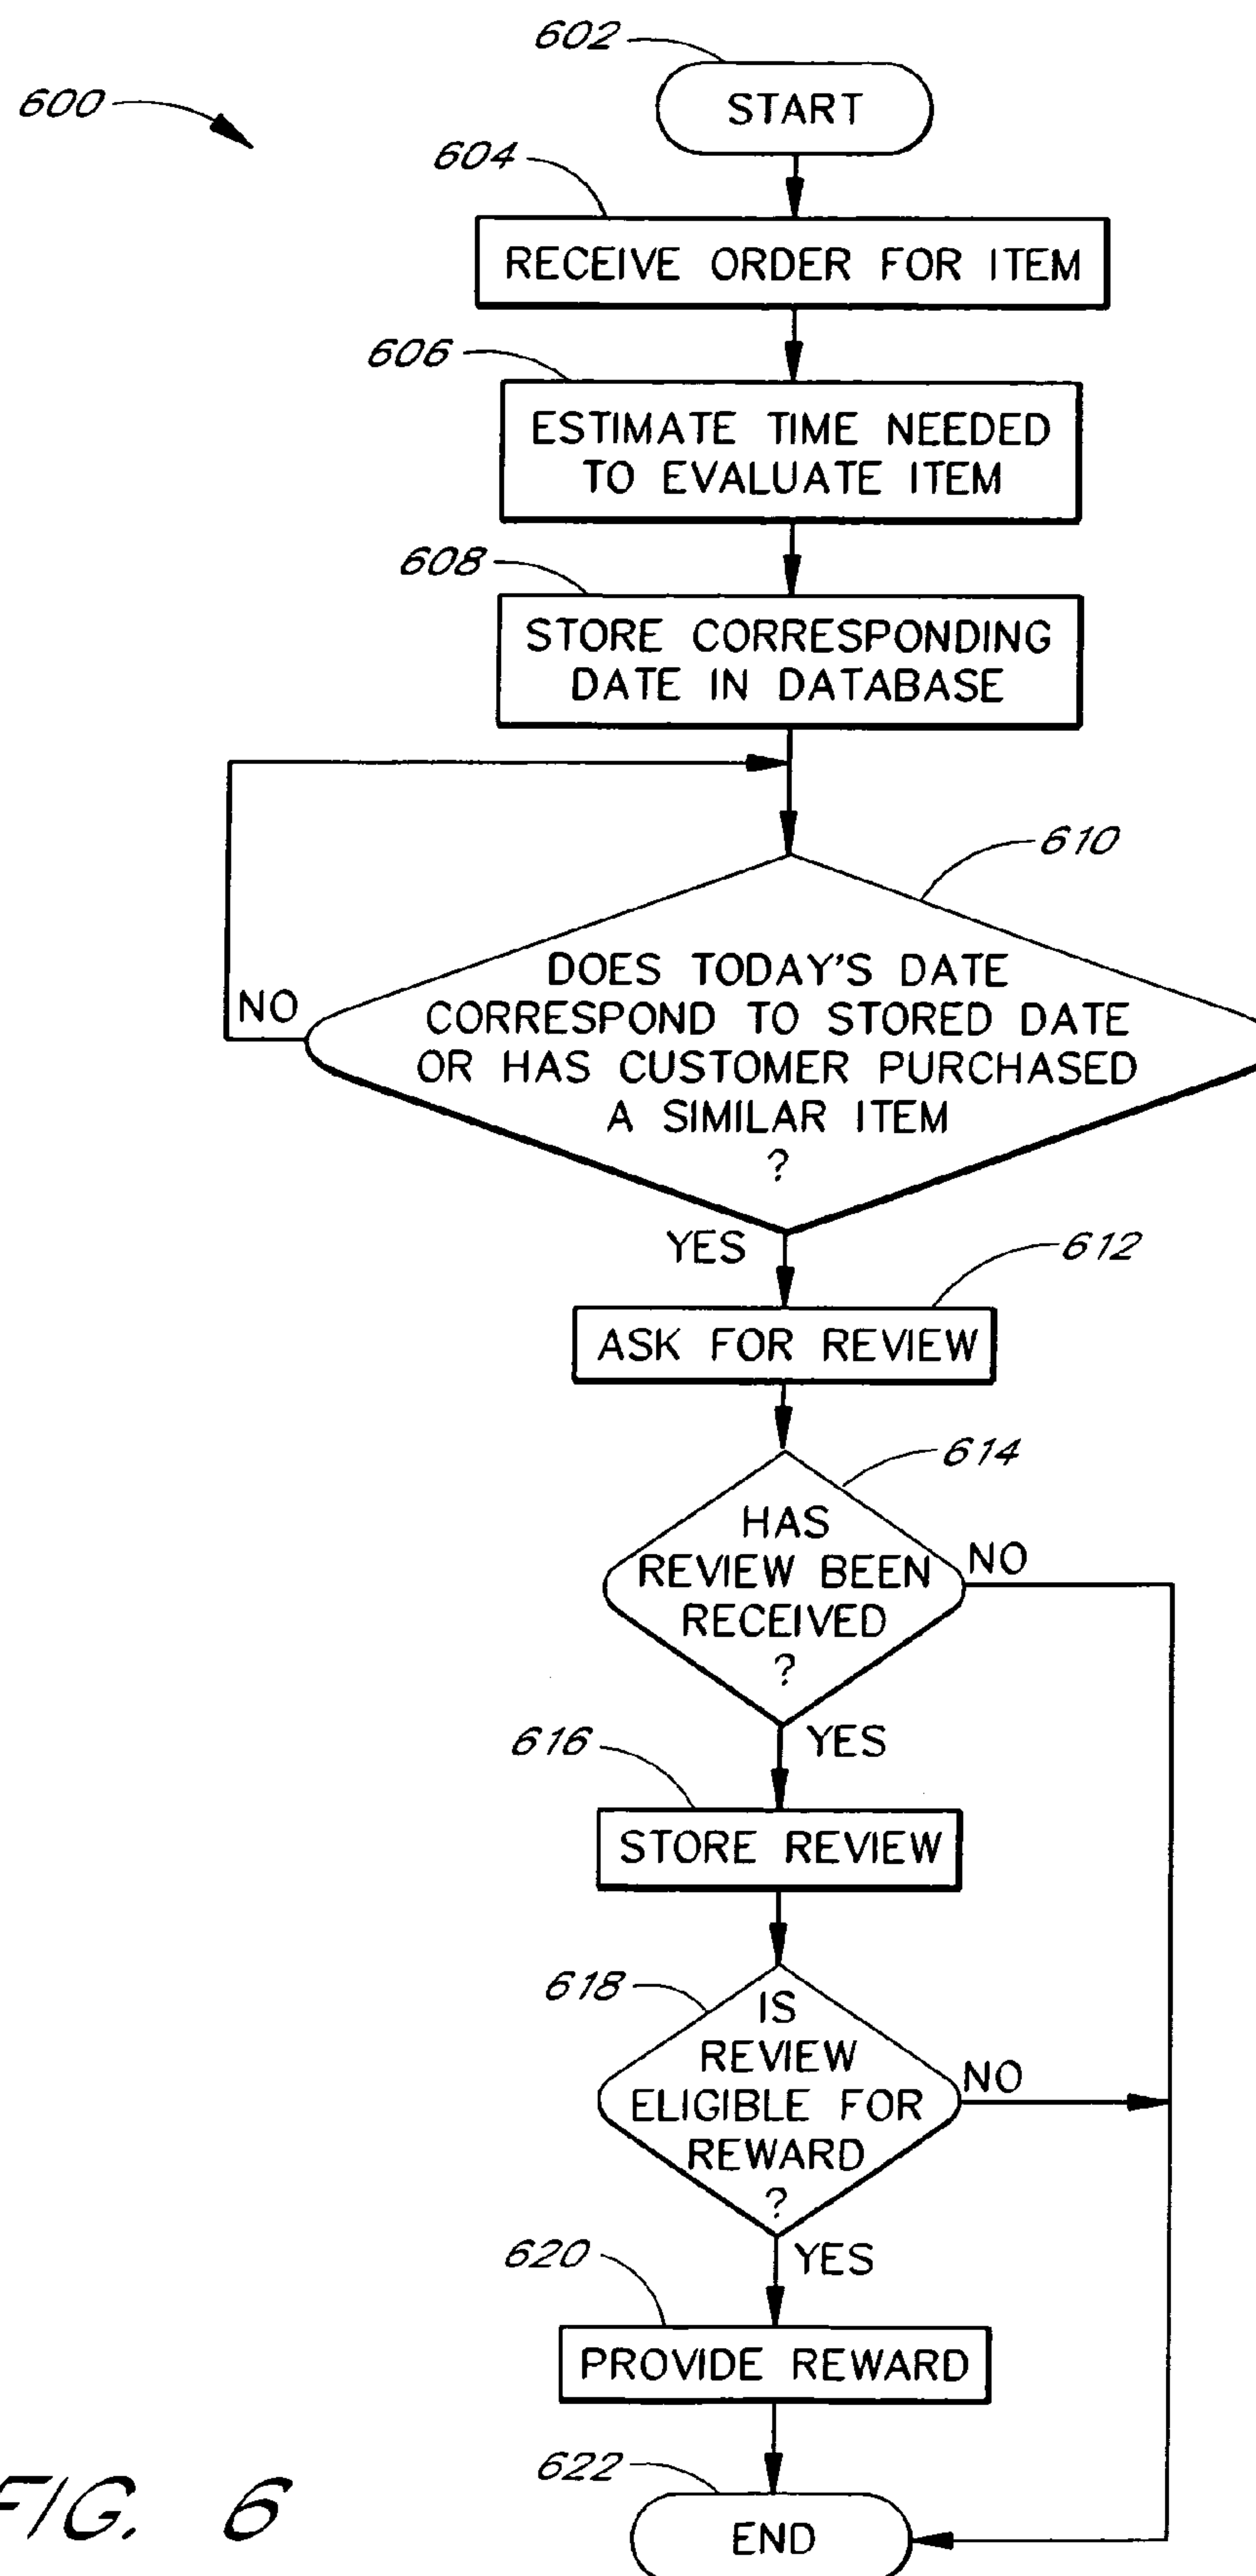 602
600
START
604
RECEIVE ORDER FOR ITEM
606
ESTIMATE TIME NEEDED
TO EVALUATE ITEM
608
STORE CORRESPONDING
DATE IN DATABASE
610
DOES TODAY'S DATE
NO
CORRESPOND TO STORED DATE
OR HAS CUSTOMER PURCHASED
A SIMILAR ITEM
?
YES
612
ASK FOR REVIEW
614
HAS
REVIEW BEEN
NO
RECEIVED
?
616
YES
STORE REVIEW
618
IS
REVIEW
NO
ELIGIBLE FOR
REWARD
?
620
YES
PROVIDE REWARD
622
FIG. 6
END